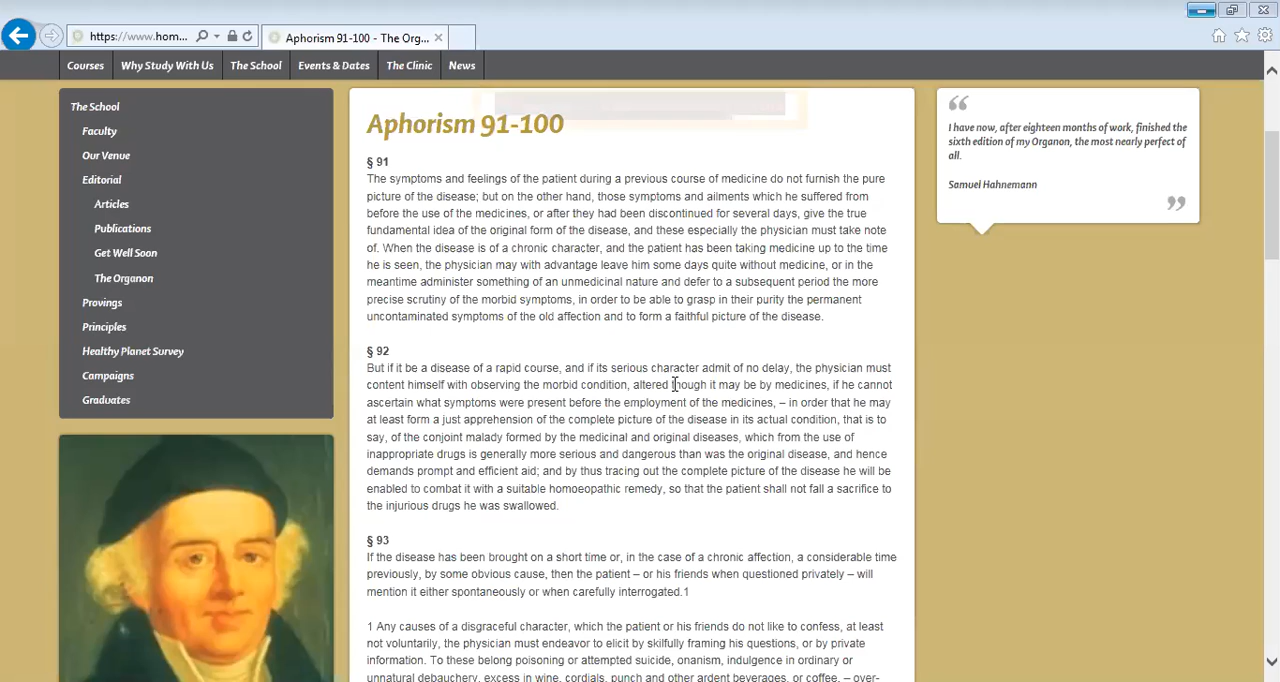 https://www.hom...
Aphorism 91-100 - The Org...
Courses
Why Study With Us
The School
Events & Dates
The Clinic
News
The School
Faculty
Our Venue
Editorial
Articles
Publications
Get Well Soon
The Organon
Provings
Principles
Healthy Planet Survey
Campaigns
Graduates
Aphorism 91-100
§ 91
The symptoms and feelings of the patient during a previous course of medicine do not furnish the pure
picture of the disease; but on the other hand, those symptoms and ailments which he suffered from
before the use of the medicines, or after they had been discontinued for several days, give the true
fundamental idea of the original form of the disease, and these especially the physician must take note
of. When the disease is of a chronic character, and the patient has been taking medicine up to the time
he is seen, the physician may with advantage leave him some days quite without medicine, or in the
meantime administer something of an unmedicinal nature and defer to a subsequent period the more
precise scrutiny of the morbid symptoms, in order to be able to grasp in their purity the permanent
uncontaminated symptoms of the old affection and to form a faithful picture of the disease.
§ 92
But if it be a disease of a rapid course, and if its serious character admit of no delay, the physician must
content himself with observing the morbid condition, altered though it may be by medicines, if he cannot
ascertain what symptoms were present before the employment of the medicines, – in order that he may
at least form a just apprehension of the complete picture of the disease in its actual condition, that is to
say, of the conjoint malady formed by the medicinal and original diseases, which from the use of
inappropriate drugs is generally more serious and dangerous than was the original disease, and hence
demands prompt and efficient aid; and by thus tracing out the complete picture of the disease he will be
enabled to combat it with a suitable homoeopathic remedy, so that the patient shall not fall a sacrifice to
the injurious drugs he was swallowed.
§ 93
If the disease has been brought on a short time or, in the case of a chronic affection, a considerable time
previously, by some obvious cause, then the patient – or his friends when questioned privately – will
mention it either spontaneously or when carefully interrogated.1
1 Any causes of a disgraceful character, which the patient or his friends do not like to confess, at least
not voluntarily, the physician must endeavor to elicit by skilfully framing his questions, or by private
information. To these belong poisoning or attempted suicide, onanism, indulgence in ordinary or
unnatural debauchery, excess in wine, cordials, punch and other ardent beverages, or coffee, – over-
I have now, after eighteen months of work, finished the
sixth edition of my Organon, the most nearly perfect of
all.
Samuel Hahnemann